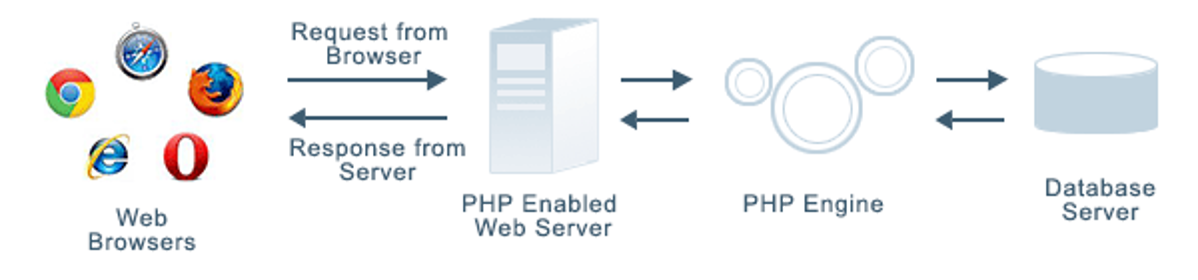 Request from
Browser
Response from
Server
Web
Browsers
PHP Enabled
Web Server
PHP Engine
Database
Server